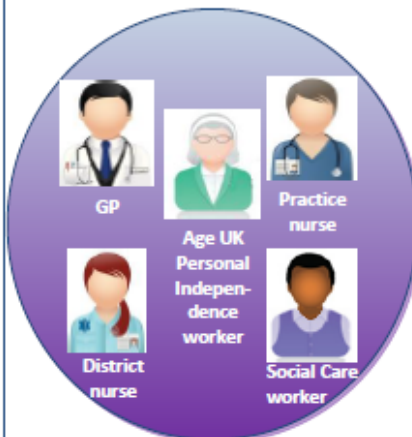 GP
Practice
nurse
Age UK
Personal
Indepen-
dence
worker
District
nurse
Social Care
worker